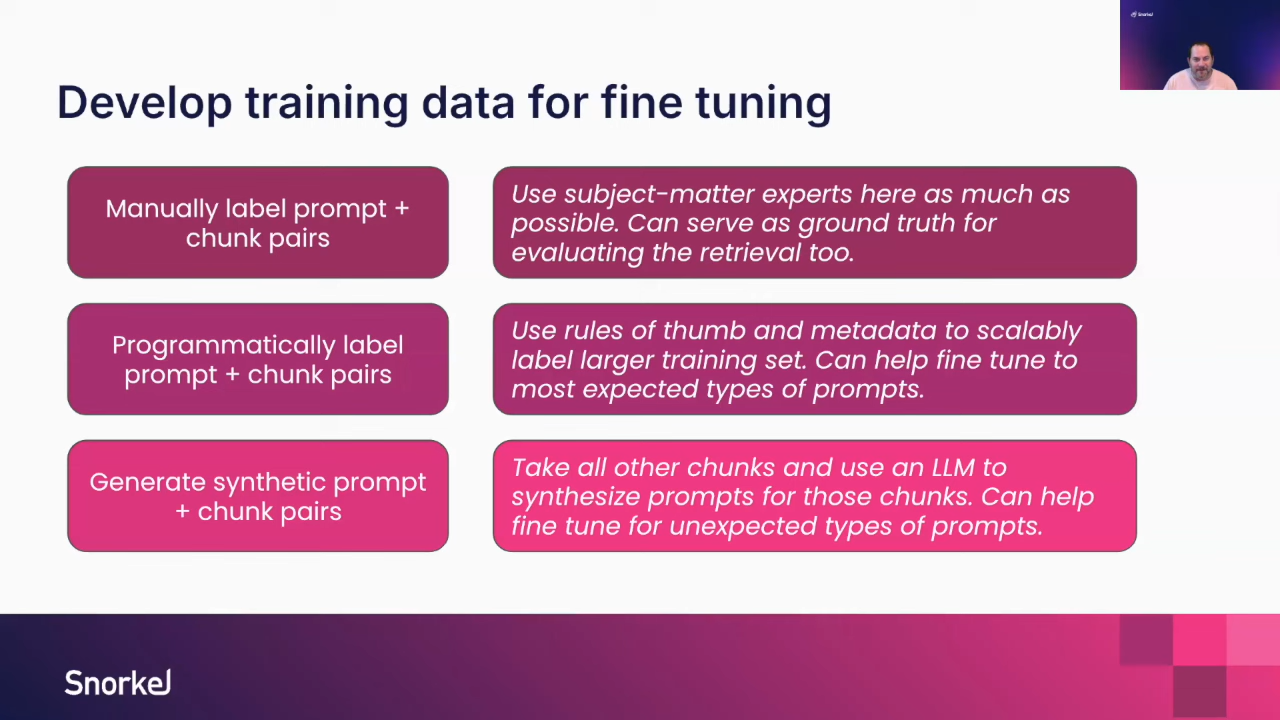 Snorkel
Develop training data for fine tuning
Manually label prompt +
chunk pairs
Use subject-matter experts here as much as
possible. Can serve as ground truth for
evaluating the retrieval too.
Programmatically label
prompt + chunk pairs
Use rules of thumb and metadata to scalably
label larger training set. Can help fine tune to
most expected types of prompts.
Generate synthetic prompt
+ chunk pairs
Take all other chunks and use an LLM to
synthesize prompts for those chunks. Can help
fine tune for unexpected types of prompts.
Snorkel